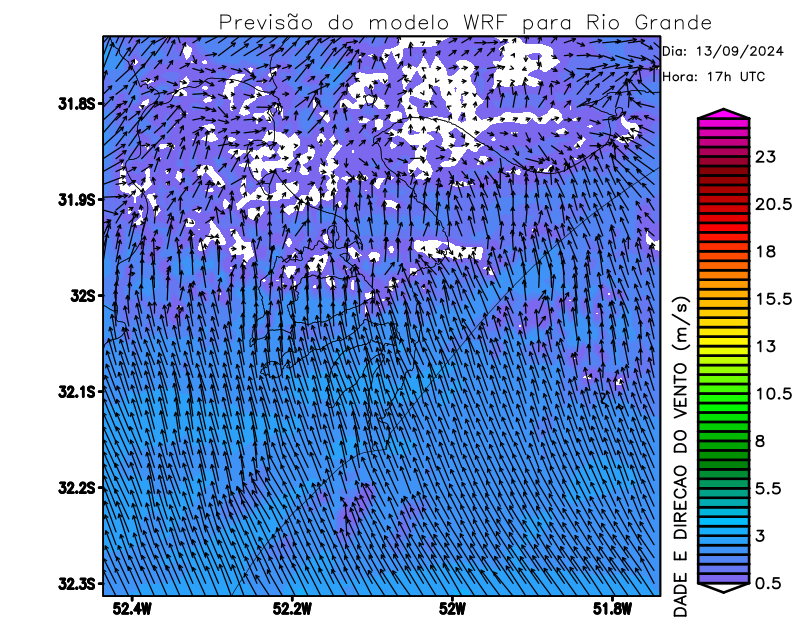 Previsão do modelo WRF para Rio Grande
Dia: 13/09/2024
Hora: 17h UTC
31.8S
31.9S
32S
32.1S
32.2S
32.3S
52.4W
52.2W
52W
51.8W
23
20.5
18
15.5
13
10.5
8
5.5
3
0.5
DADE E DIRECAO DO VENTO (m/s)